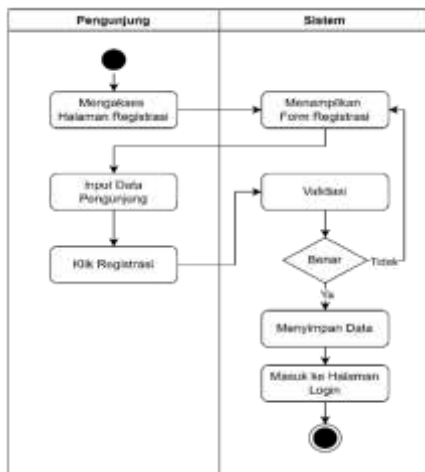 Pengunjung
Sistem
Mengakses
Halaman Registrasi
Menampilkan
Form Registrasi
Input Data
Pengunjung
Validasi
Klik Registrasi
Benar
Tidak
Ya
Menyimpan Data
Masuk ke Halaman
Login